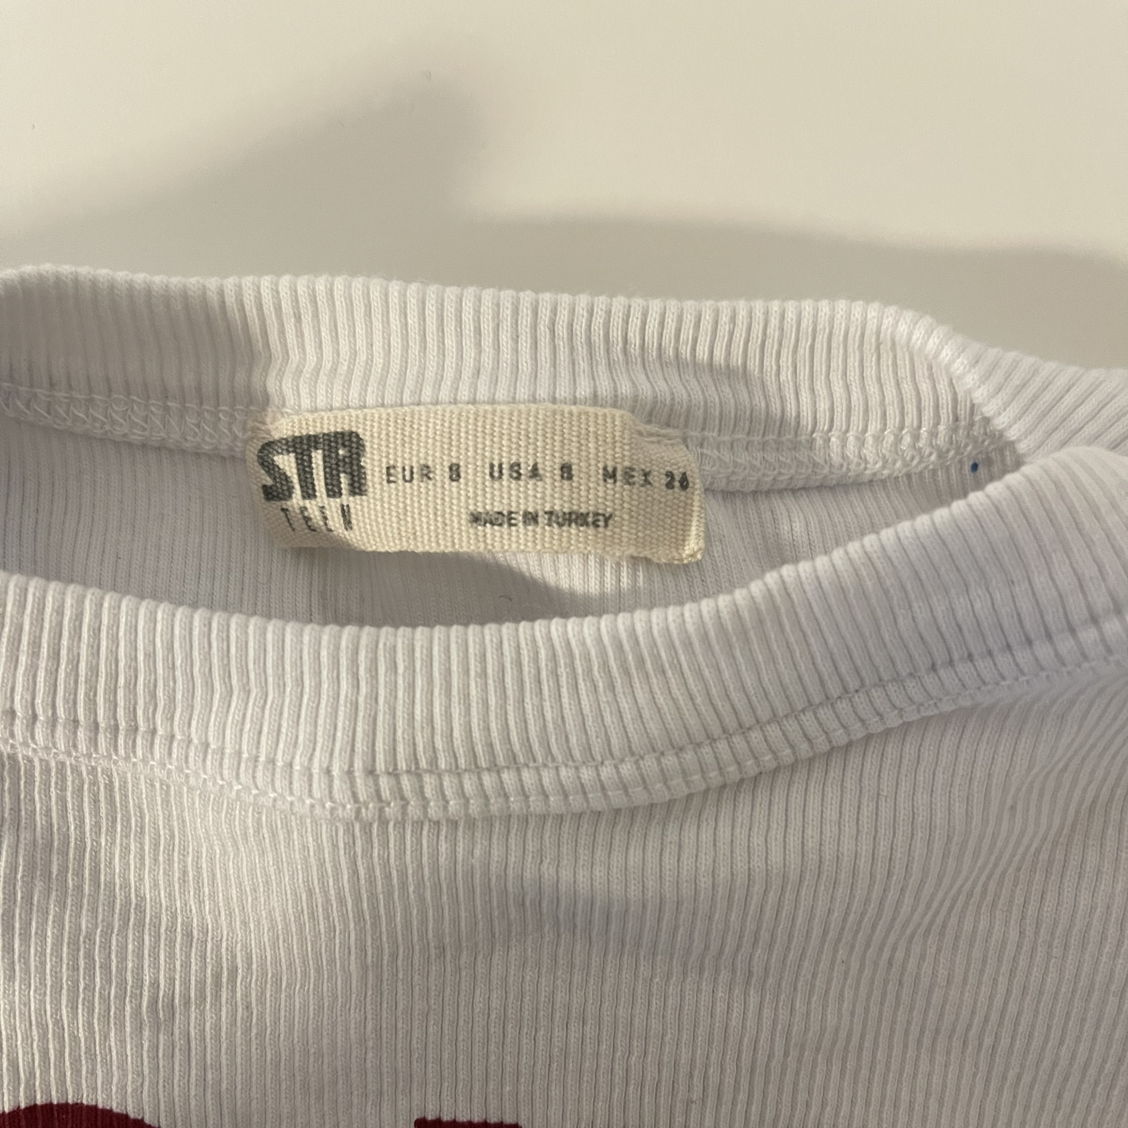 STR
TEEN
EUR S USA S MEX 26
MADE IN TURKEY